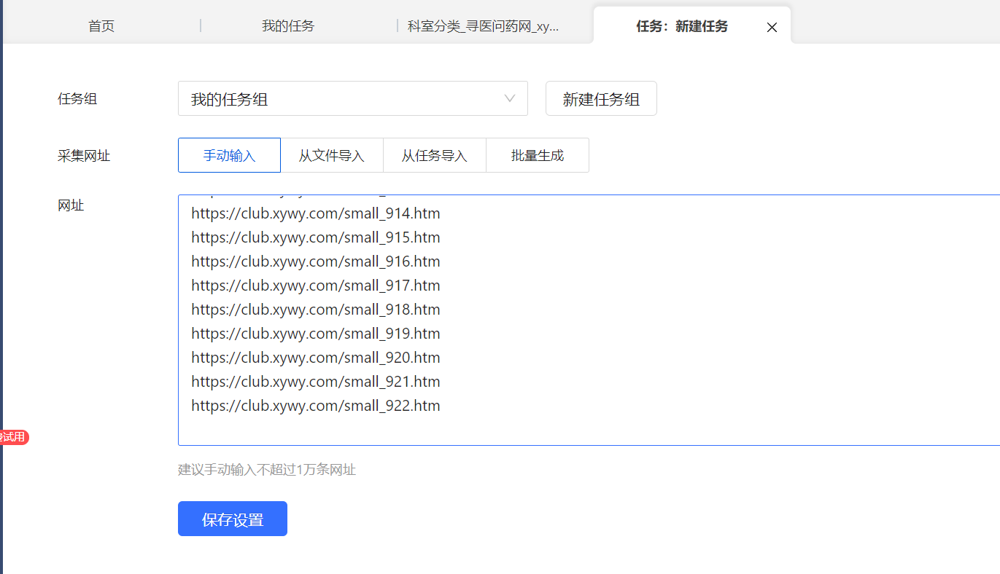 首页
我的任务
科室分类_寻医问药网_xy...
任务：新建任务
任务组
我的任务组
新建任务组
采集网址
手动输入
从文件导入
从任务导入
批量生成
网址
https://club.xywy.com/small_914.htm
https://club.xywy.com/small_915.htm
https://club.xywy.com/small_916.htm
https://club.xywy.com/small_917.htm
https://club.xywy.com/small_918.htm
https://club.xywy.com/small_919.htm
https://club.xywy.com/small_920.htm
https://club.xywy.com/small_921.htm
https://club.xywy.com/small_922.htm
试用
建议手动输入不超过1万条网址
保存设置